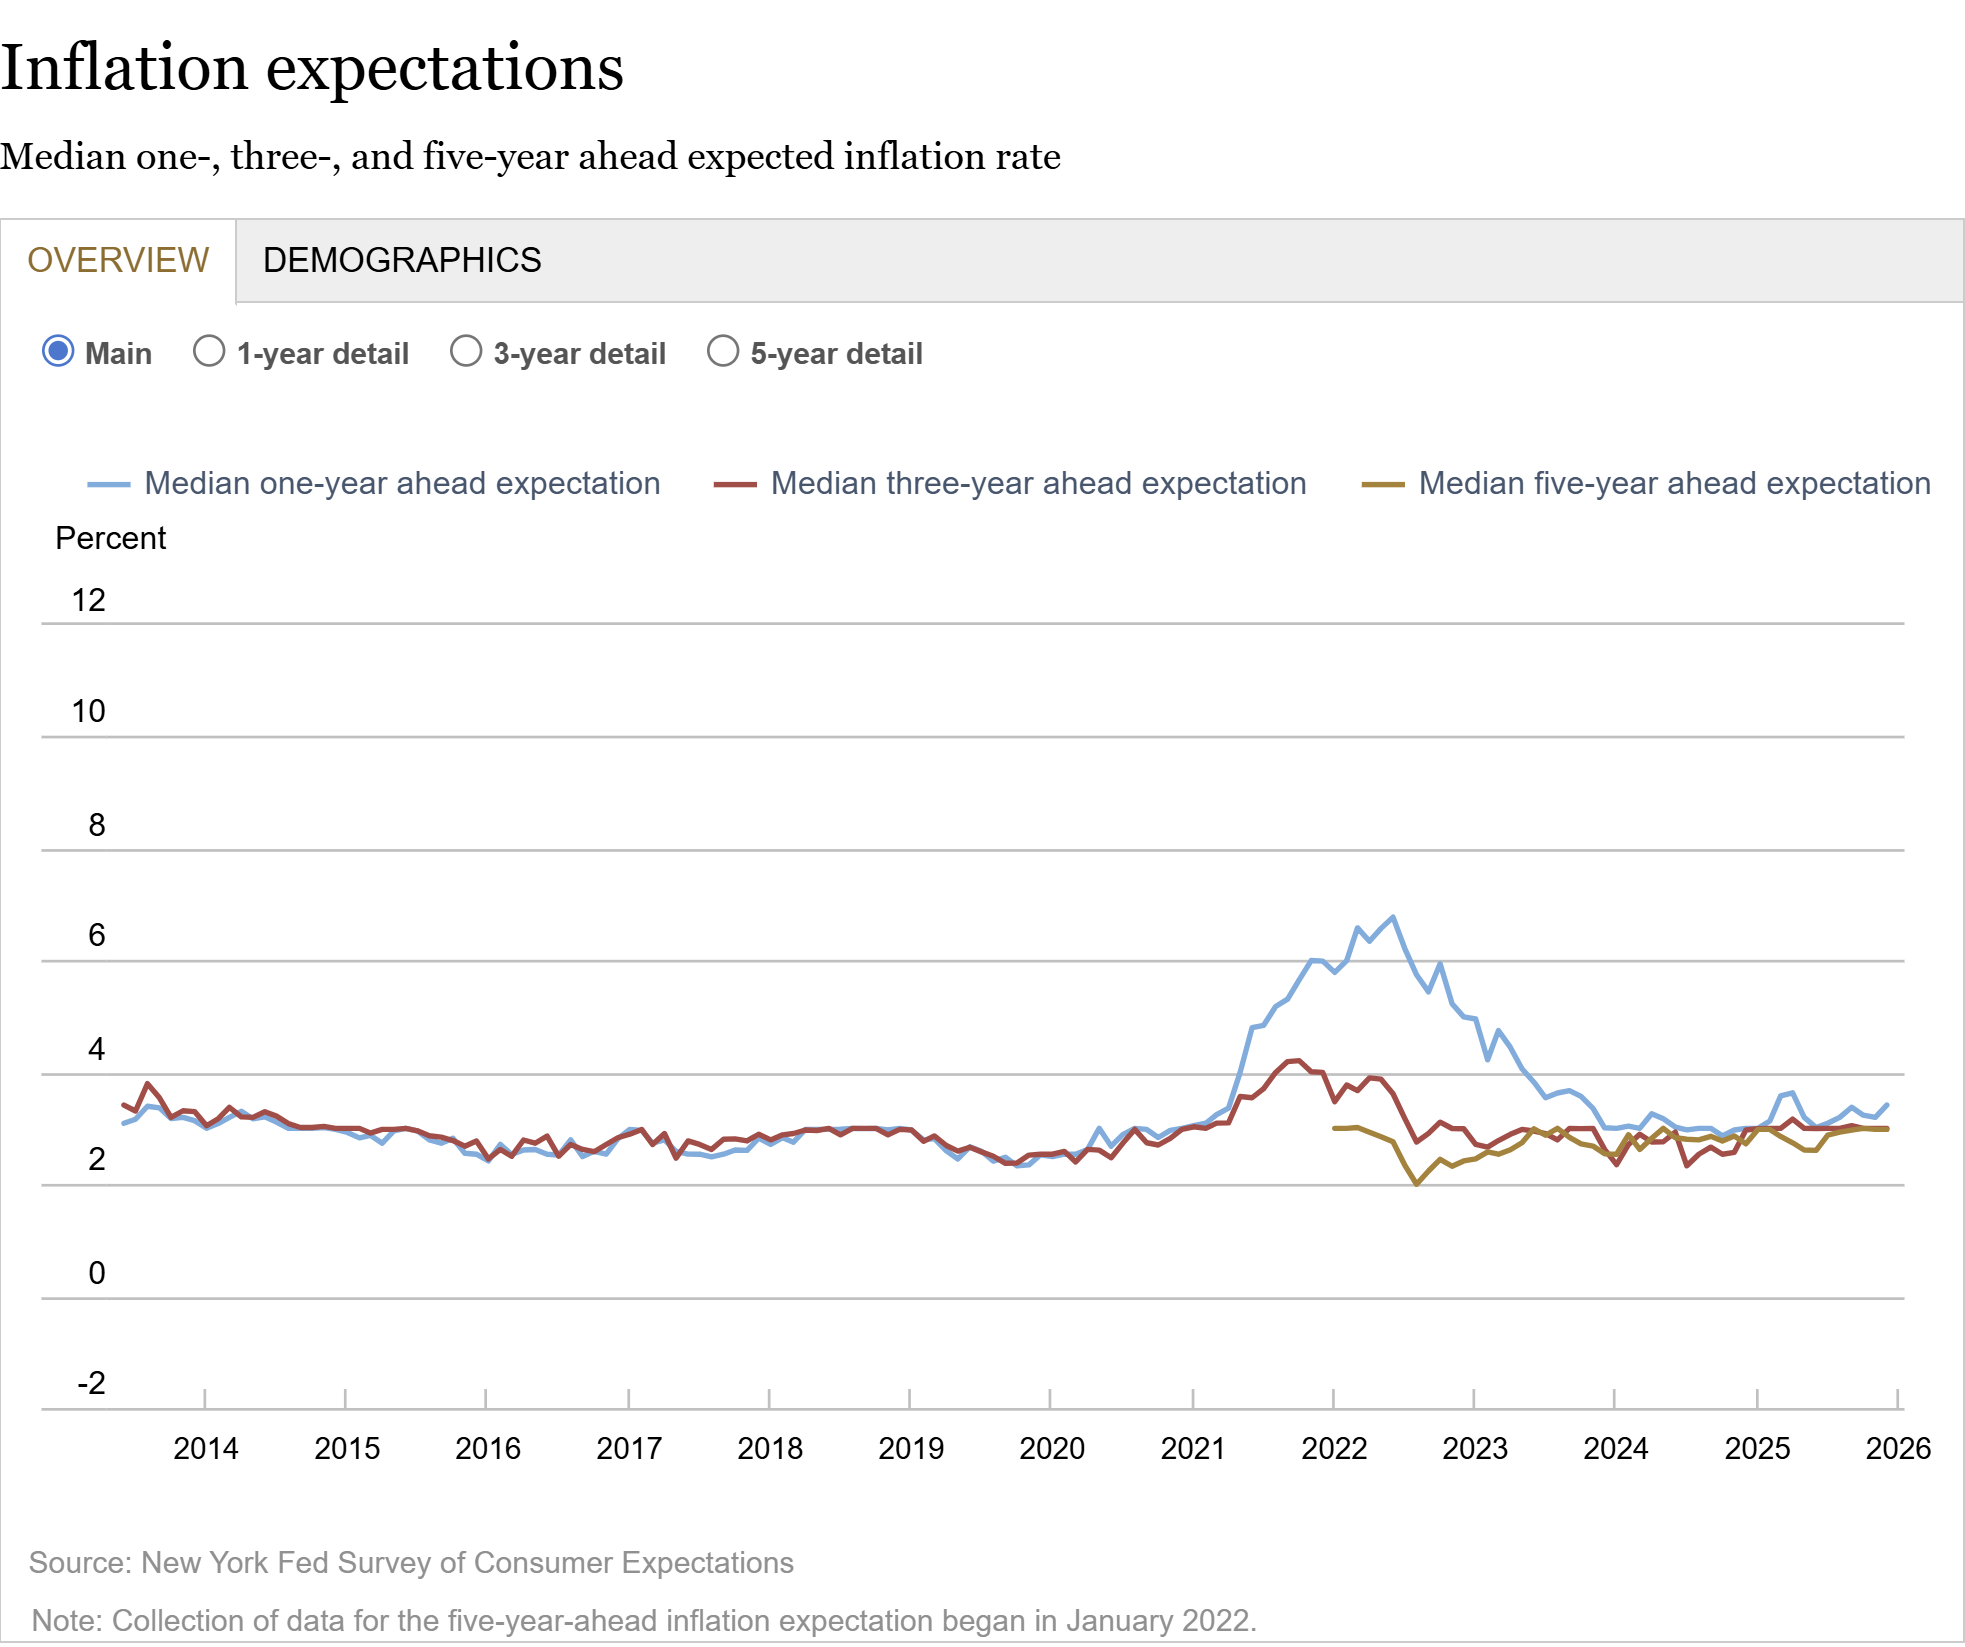 Inflation expectations
Median one-, three-, and five-year ahead expected inflation rate
OVERVIEW DEMOGRAPHICS
Main 1-year detail 3-year detail 5-year detail
Median one-year ahead expectation Median three-year ahead expectation Median five-year ahead expectation
Percent
12
10
8
6
4
2
0
-2
2014 2015 2016 2017 2018 2019 2020 2021 2022 2023 2024 2025 2026
Source: New York Fed Survey of Consumer Expectations
Note: Collection of data for the five-year-ahead inflation expectation began in January 2022.